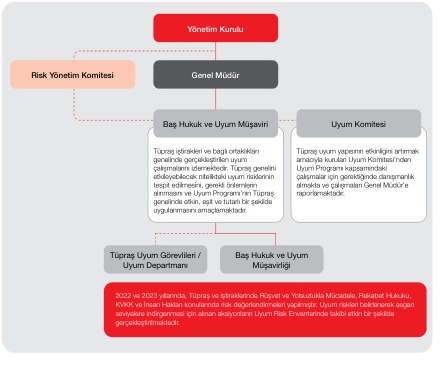 Yönetim Kurulu
Risk Yönetim Komitesi
Genel Müdür
Baş Hukuk ve Uyum Müşaviri
Tüpraş iştirakleri ve bağlı ortaklıkları
genelinde gerçekleştirilen uyum
çalışmalarını izlemektedir. Tüpraş genelini
etkileyebilecek nitelikteki uyum risklerinin
tespit edilmesini, gerekli önlemlerin
alınmasını ve Uyum Programı'nın Tüpraş
genelinde etkin, eşit ve tutarlı bir şekilde
uygulanmasını amaçlamaktadır.
Uyum Komitesi
Tüpraş uyum yapısının etkinliğini artırmak
amacıyla kurulan Uyum Komitesi'nden
Uyum Programı kapsamındaki
çalışmalar için gerektiğinde danışmanlık
almakta ve çalışmaları Genel Müdür'e
raporlamaktadır.
Tüpraş Uyum Görevlileri /
Uyum Departmanı
Baş Hukuk ve Uyum
Müşavirliği
2022 ve 2023 yıllarında, Tüpraş ve iştiraklerinde Rüşvet ve Yolsuzlukla Mücadele, Rekabet Hukuku,
KVKK ve İnsan Hakları konularında risk değerlendirmeleri yapılmıştır. Uyum riskleri belirlenerek asgari
seviyelere indirgenmesi için alınan aksiyonların Uyum Risk Envanterinde takibi etkin bir şekilde
gerçekleştirilmektedir.